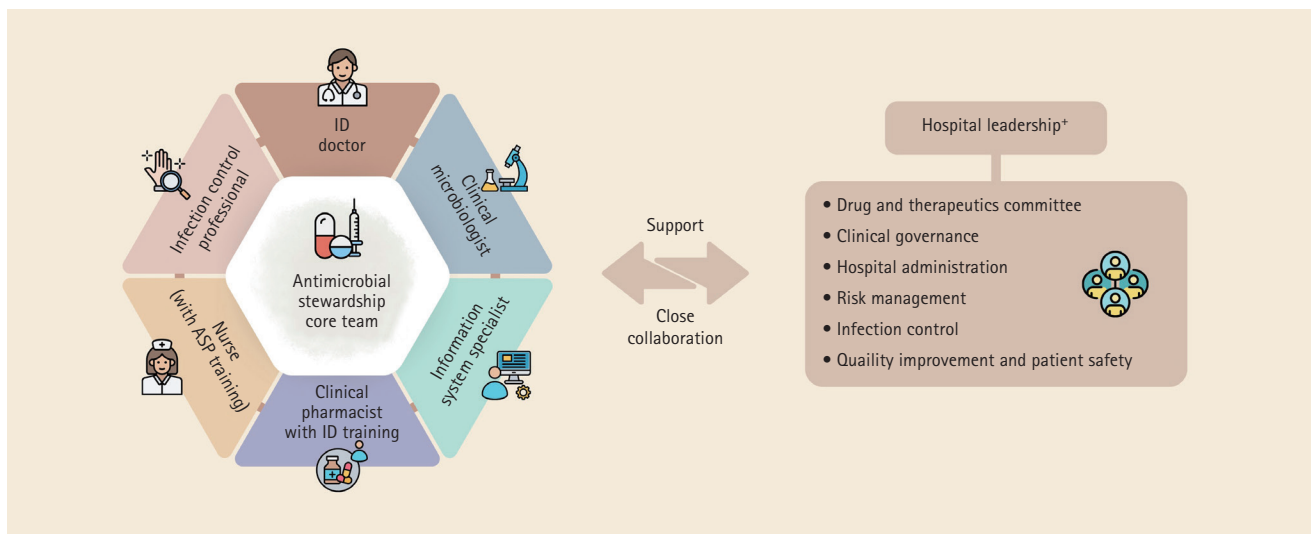 ID
doctor
Clinical
microbiologist
Information
system specialist
Clinical
pharmacist
with ID training
Nurse
(with ASP training)
Infection control
professional
Antimicrobial
stewardship
core team
Support
Close
collaboration
Hospital leadership+
• Drug and therapeutics committee
• Clinical governance
• Hospital administration
• Risk management
• Infection control
• Quaility improvement and patient safety